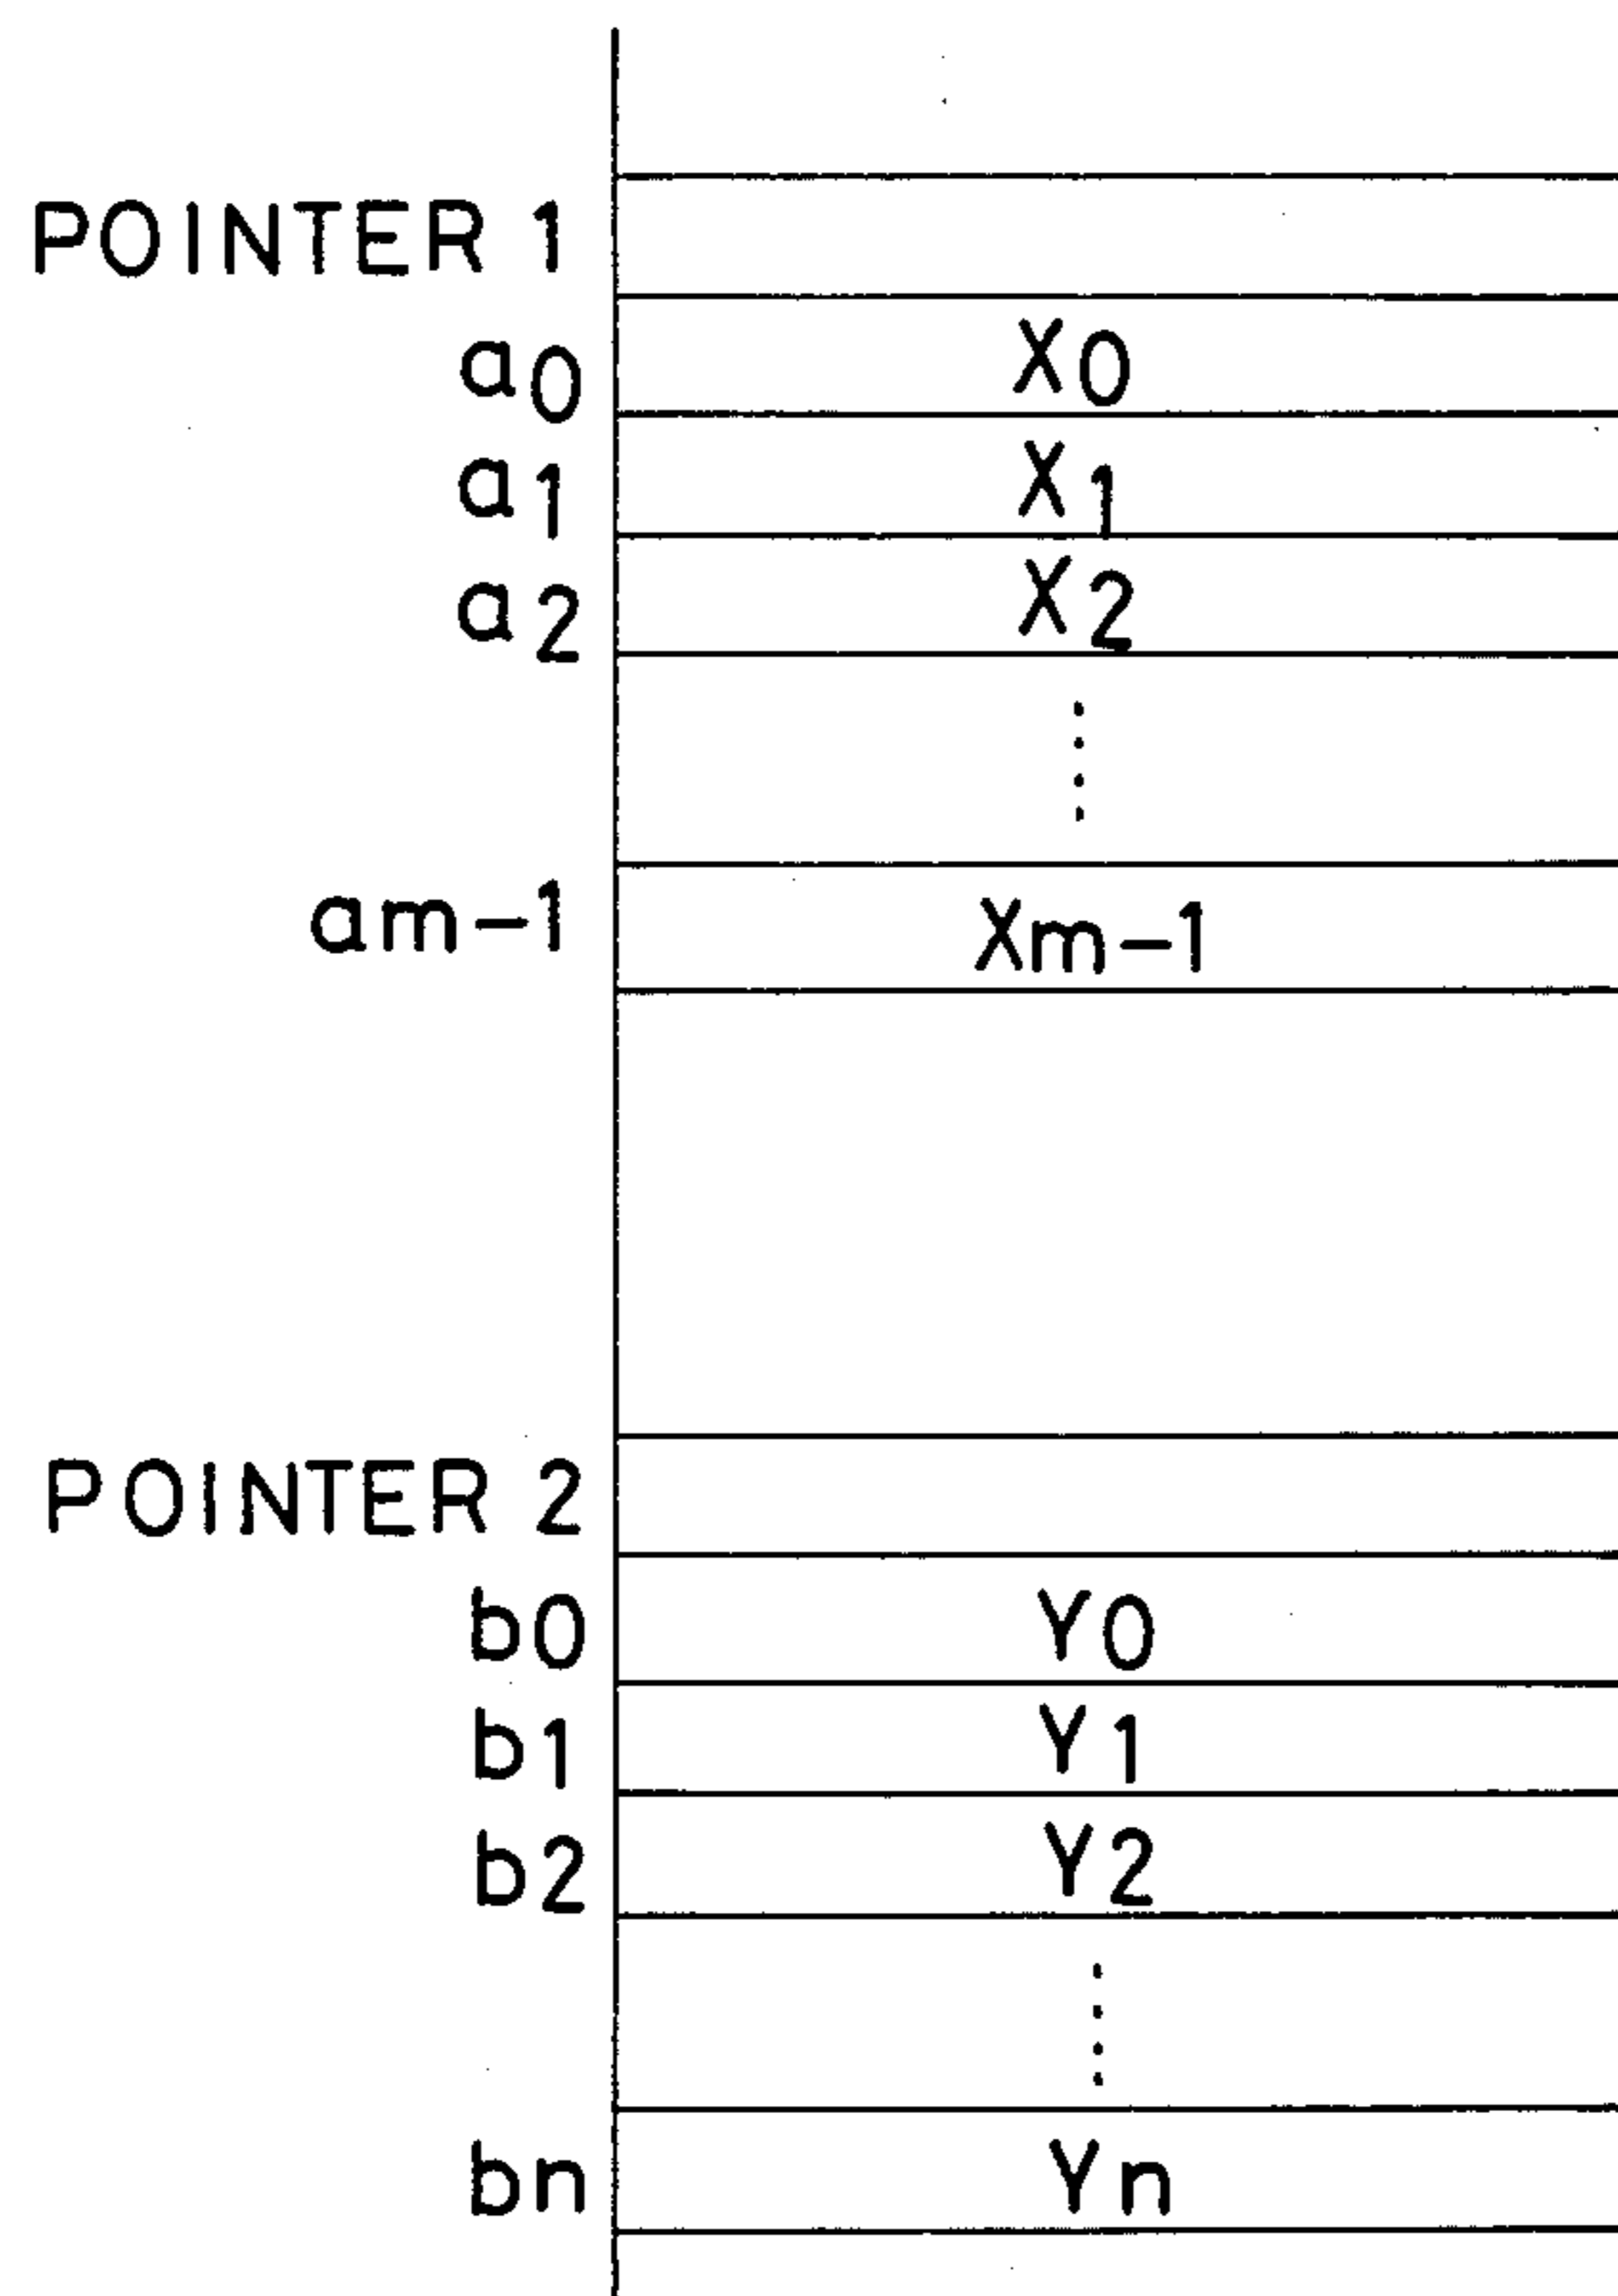 POINTER 1
a0 X0
a1 X1
a2 X2
am-1 Xm-1
POINTER 2
b0 Y0
b1 Y1
b2 Y2
bn Yn